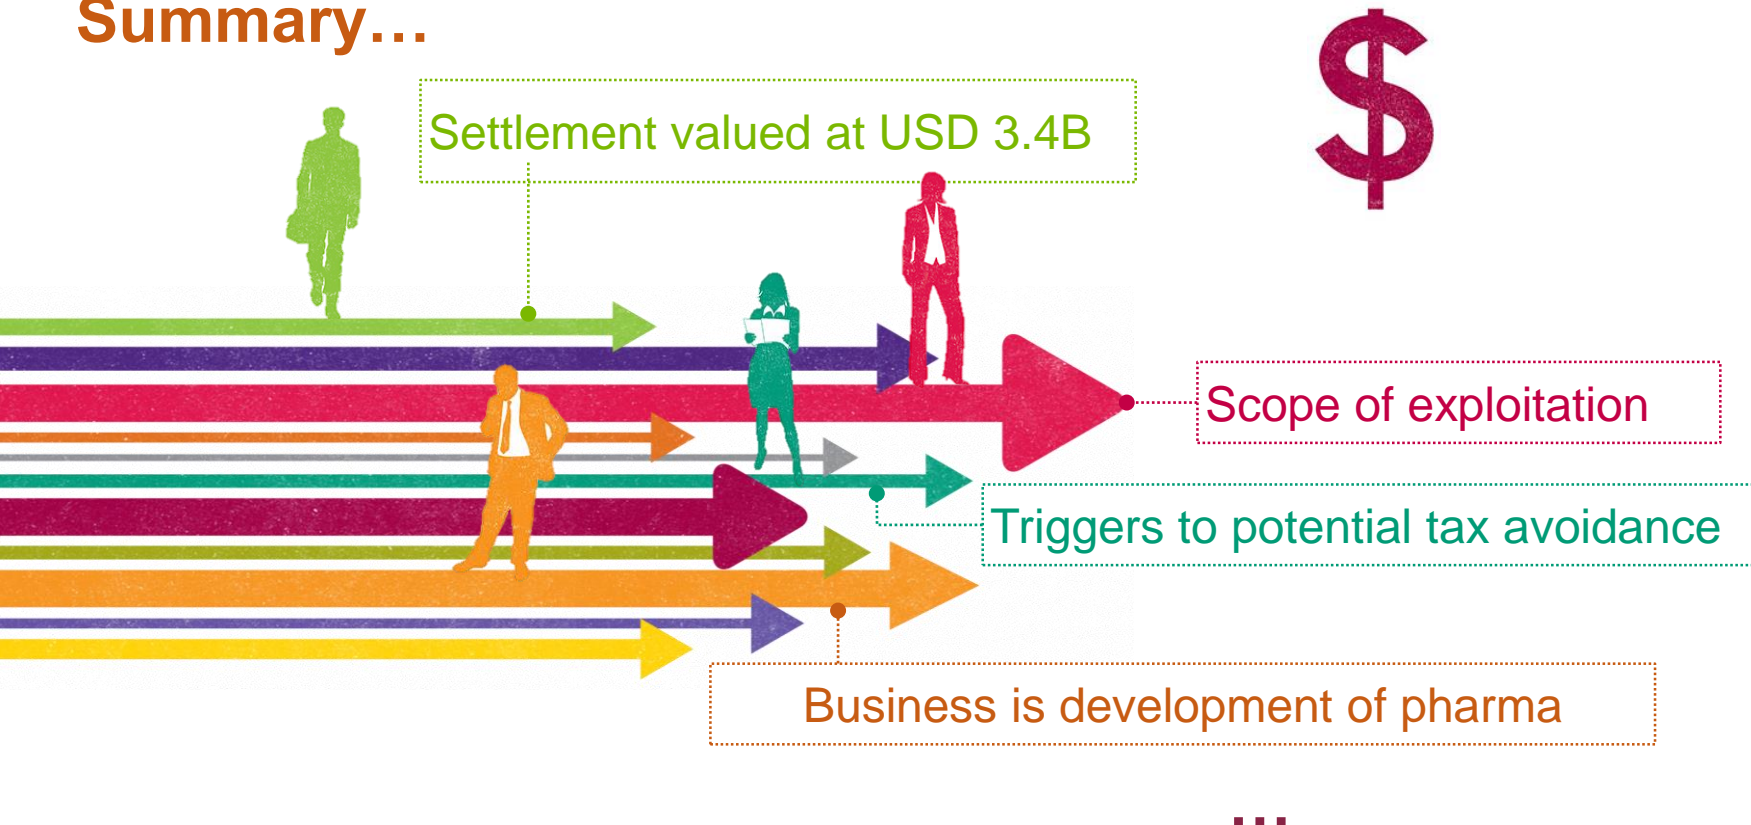 Summary…
$
Settlement valued at USD 3.4B
Scope of exploitation
Triggers to potential tax avoidance
Business is development of pharma
…